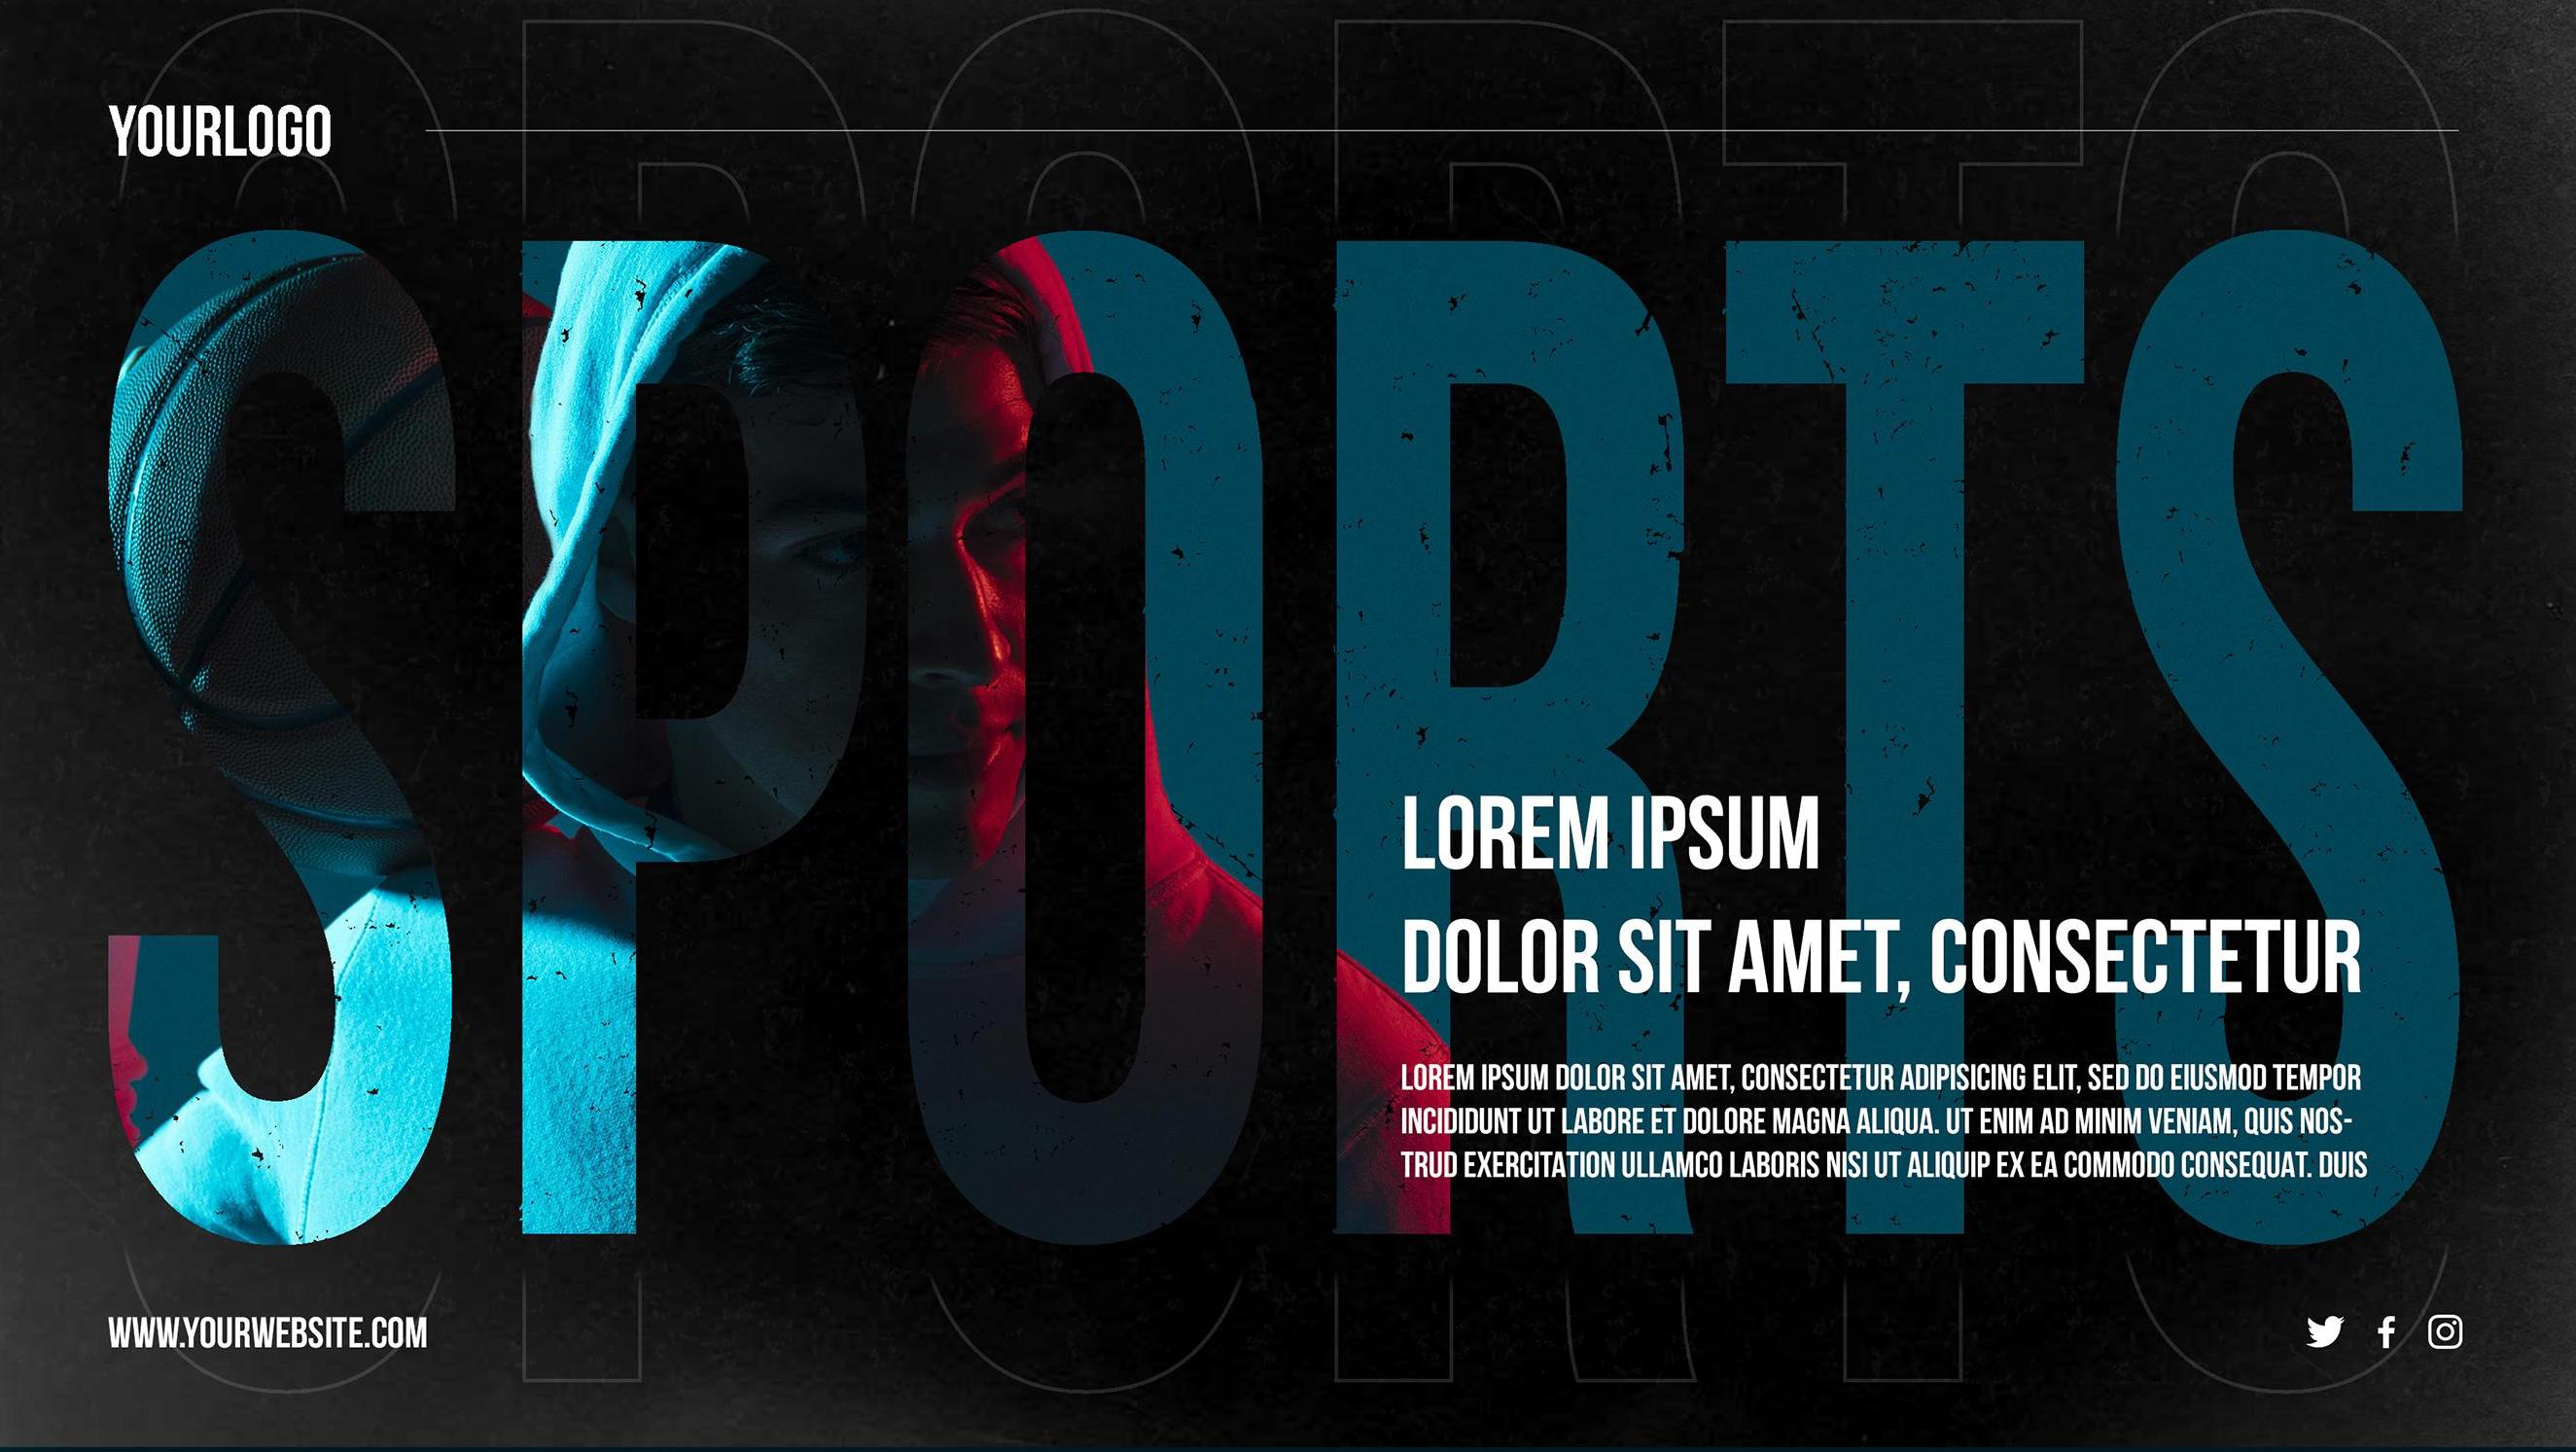 YOURLOGO
SPORTS
LOREM IPSUM
DOLOR SIT AMET, CONSECTETUR
LOREM IPSUM DOLOR SIT AMET, CONSECTETUR ADIPISICING ELIT, SED DO EIUSMOD TEMPOR
INCIDIDUNT UT LABORE ET DOLORE MAGNA ALIQUA. UT ENIM AD MINIM VENIAM, QUIS NOS-
TRUD EXERCITATION ULLAMCO LABORIS NISI UT ALIQUIP EX EA COMMODO CONSEQUAT. DUIS
WWW.YOURWEBSITE.COM